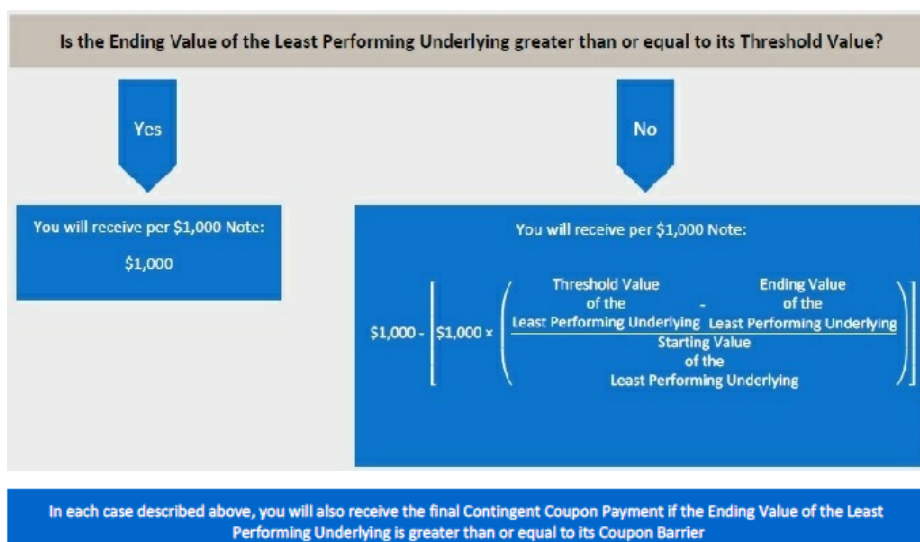 Is the Ending Value of the Least Performing Underlying greater than or equal to its Threshold Value?
Yes
No
You will receive per $1,000 Note:
$1,000
You will receive per $1,000 Note:
Threshold Value Ending Value
of the - of the
Least Performing Underlying Least Performing Underlying
$1,000 - [ $1,000 × (
Starting Value
of the
Least Performing Underlying
) ]
In each case described above, you will also receive the final Contingent Coupon Payment if the Ending Value of the Least
Performing Underlying is greater than or equal to its Coupon Barrier